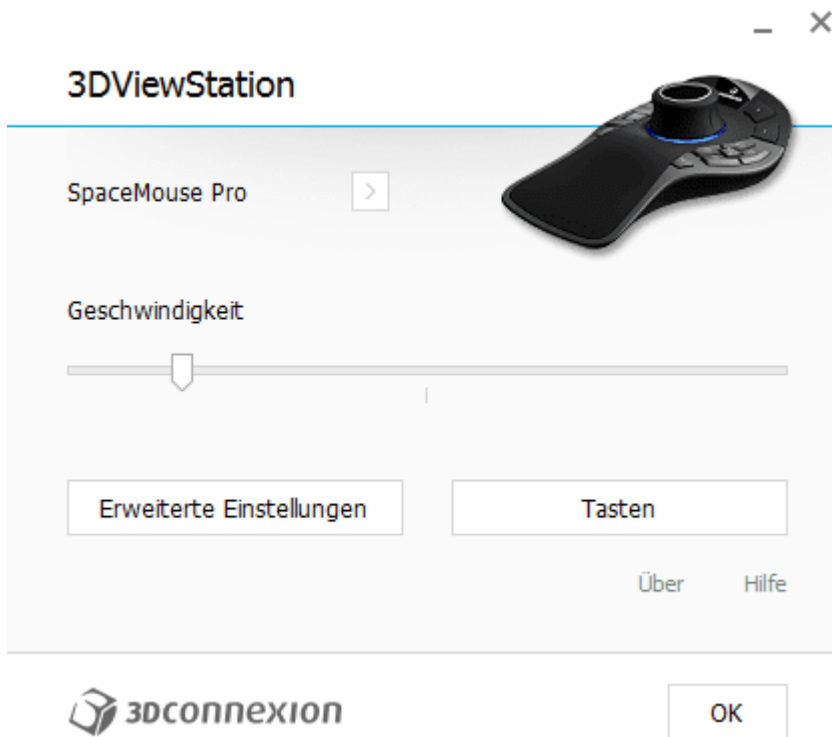 3DViewStation
SpaceMouse Pro
Geschwindigkeit
Erweiterte Einstellungen
Tasten
Über
Hilfe
3Dconnexion
OK